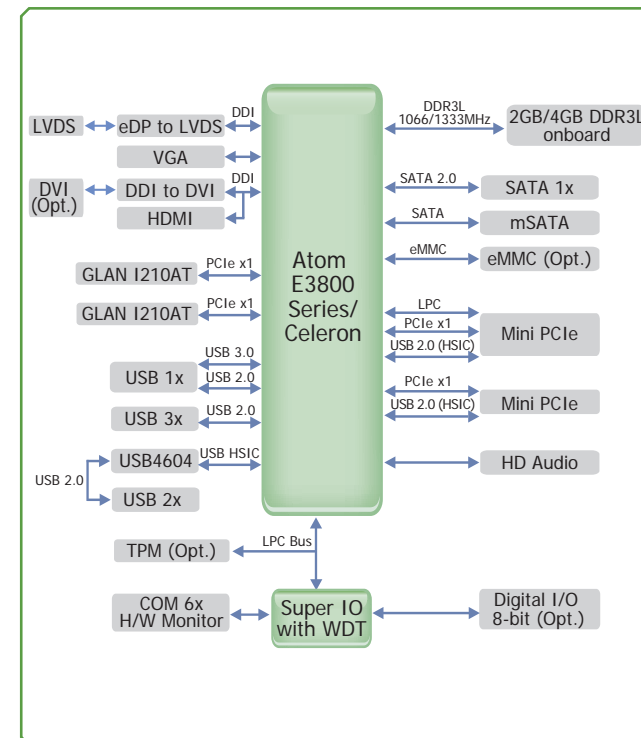 LVDS
eDP to LVDS
DDI
VGA
DVI
(Opt.)
DDI to DVI
DDI
HDMI
GLAN I210AT
PCIe x1
GLAN I210AT
PCIe x1
USB 1x
USB 3.0
USB 2.0
USB 3x
USB 2.0
USB 2.0
USB4604
USB HSIC
USB 2x
Atom
E3800
Series/
Celeron
DDR3L
1066/1333MHz
2GB/4GB DDR3L
onboard
SATA 2.0
SATA 1x
SATA
mSATA
eMMC
eMMC (Opt.)
LPC
PCIe x1
USB 2.0 (HSIC)
Mini PCIe
PCIe x1
USB 2.0 (HSIC)
Mini PCIe
HD Audio
TPM (Opt.)
LPC Bus
COM 6x
H/W Monitor
Super IO
with WDT
Digital I/O
8-bit (Opt.)